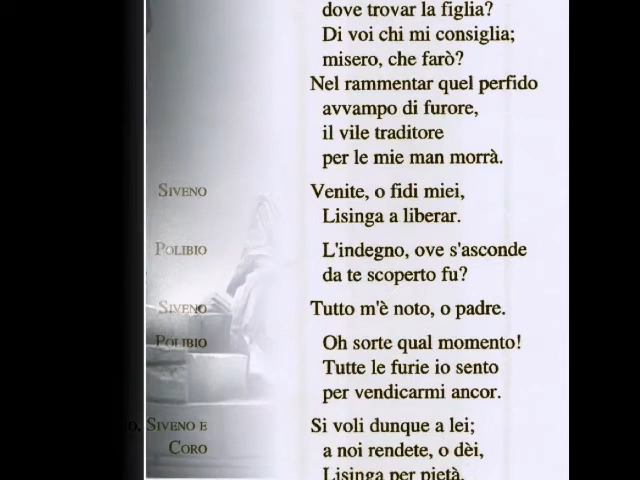 dove trovar la figlia?
Di voi chi mi consiglia;
misero, che farò?
Nel rammentar quel perfido
avvampo di furore,
il vile traditore
per le mie man morrà.
SIVENO Venite, o fidi miei,
Lisinga a liberar.
POLIBIO L'indegno, ove s'asconde
da te scoperto fu?
SIVENO Tutto m'è noto, o padre.
POLIBIO Oh sorte qual momento!
Tutte le furie io sento
per vendicarmi ancor.
O, SIVENO E Si voli dunque a lei;
CORO a noi rendete, o dèi,
Lisinga per pietà.